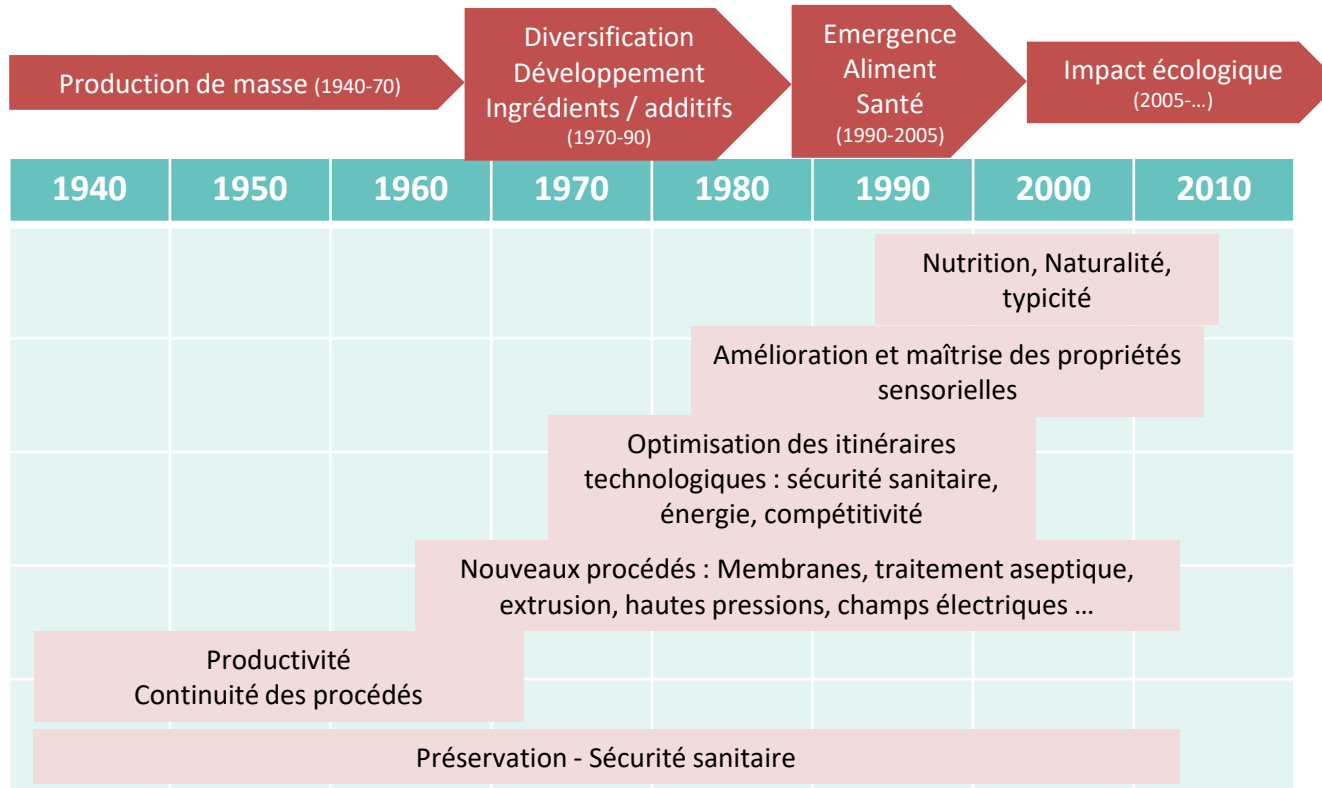 Production de masse (1940-70)
Diversification
Développement
Ingrédients / additifs
(1970-90)
Emergence
Aliment
Santé
(1990-2005)
Impact écologique
(2005-…)
1940 1950 1960 1970 1980 1990 2000 2010
Nutrition, Naturalité,
typicité
Amélioration et maîtrise des propriétés
sensorielles
Optimisation des itinéraires
technologiques : sécurité sanitaire,
énergie, compétitivité
Nouveaux procédés : Membranes, traitement aseptique,
extrusion, hautes pressions, champs électriques …
Productivité
Continuité des procédés
Préservation - Sécurité sanitaire